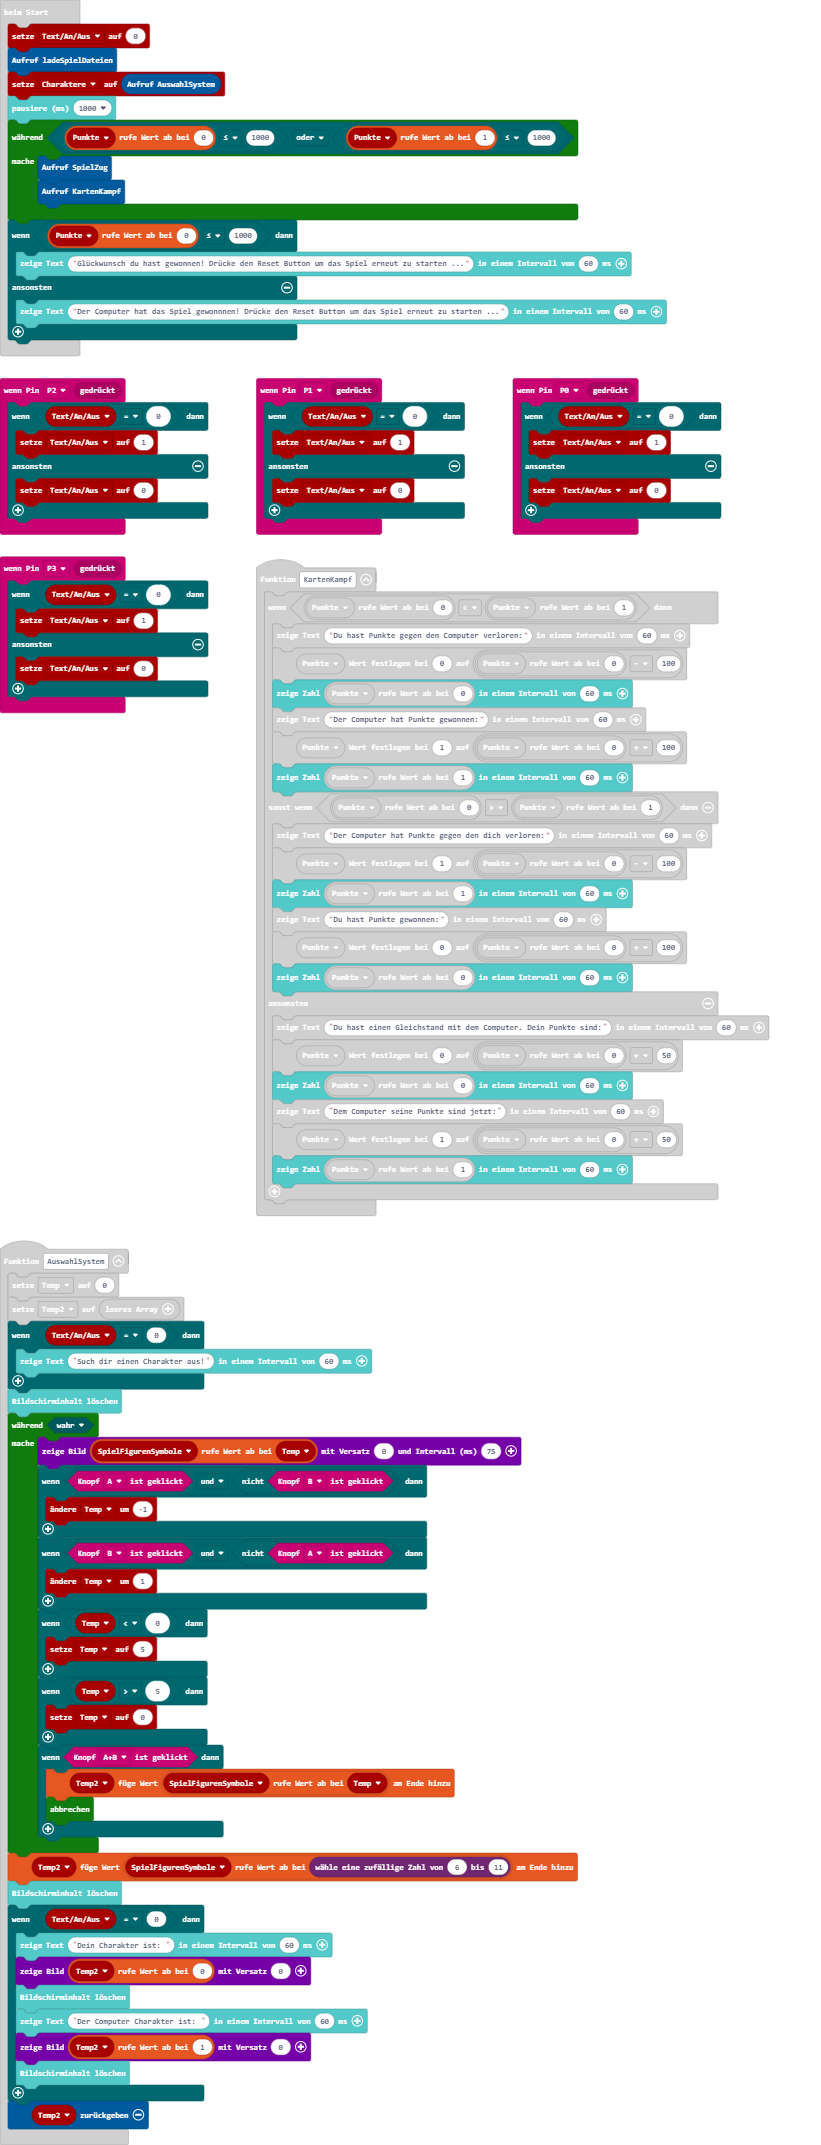 beim Start
setze Text/An/Aus auf 0
Aufruf ladeSpielDateien
setze Charaktere auf Aufruf AuswahlSystem
pausiere (ms) 1000
während Punkte rufe Wert ab bei 0 ≤ 1000 oder Punkte rufe Wert ab bei 1 ≤ 1000
mache
Aufruf SpielZug
Aufruf KartenKampf
wenn Punkte rufe Wert ab bei 0 ≤ 1000 dann
zeige Text "Glückwunsch du hast gewonnen! Drücke den Reset Button um das Spiel erneut zu starten ..." in einem Intervall von 60 ms
ansonsten
zeige Text "Der Computer hat das Spiel gewonnnen! Drücke den Reset Button um das Spiel erneut zu starten ..." in einem Intervall von 60 ms
wenn Pin P2 gedrückt
wenn Text/An/Aus = 0 dann
setze Text/An/Aus auf 1
ansonsten
setze Text/An/Aus auf 0
wenn Pin P1 gedrückt
wenn Text/An/Aus = 0 dann
setze Text/An/Aus auf 1
ansonsten
setze Text/An/Aus auf 0
wenn Pin P0 gedrückt
wenn Text/An/Aus = 0 dann
setze Text/An/Aus auf 1
ansonsten
setze Text/An/Aus auf 0
wenn Pin P3 gedrückt
wenn Text/An/Aus = 0 dann
setze Text/An/Aus auf 1
ansonsten
setze Text/An/Aus auf 0
Funktion KartenKampf
wenn Punkte rufe Wert ab bei 0 < Punkte rufe Wert ab bei 1 dann
zeige Text "Du hast Punkte gegen den Computer verloren:" in einem Intervall von 60 ms
Punkte Wert festlegen bei 0 auf Punkte rufe Wert ab bei 0 - 100
zeige Zahl Punkte rufe Wert ab bei 0 in einem Intervall von 60 ms
zeige Text "Der Computer hat Punkte gewonnen:" in einem Intervall von 60 ms
Punkte Wert festlegen bei 1 auf Punkte rufe Wert ab bei 0 + 100
zeige Zahl Punkte rufe Wert ab bei 1 in einem Intervall von 60 ms
sonst wenn Punkte rufe Wert ab bei 0 > Punkte rufe Wert ab bei 1 dann
zeige Text "Der Computer hat Punkte gegen den dich verloren:" in einem Intervall von 60 ms
Punkte Wert festlegen bei 1 auf Punkte rufe Wert ab bei 0 - 100
zeige Zahl Punkte rufe Wert ab bei 1 in einem Intervall von 60 ms
zeige Text "Du hast Punkte gewonnen:" in einem Intervall von 60 ms
Punkte Wert festlegen bei 0 auf Punkte rufe Wert ab bei 0 + 100
zeige Zahl Punkte rufe Wert ab bei 0 in einem Intervall von 60 ms
ansonsten
zeige Text "Du hast einen Gleichstand mit dem Computer. Dein Punkte sind:" in einem Intervall von 60 ms
Punkte Wert festlegen bei 0 auf Punkte rufe Wert ab bei 0 + 50
zeige Zahl Punkte rufe Wert ab bei 0 in einem Intervall von 60 ms
zeige Text "Dem Computer seine Punkte sind jetzt:" in einem Intervall von 60 ms
Punkte Wert festlegen bei 1 auf Punkte rufe Wert ab bei 0 + 50
zeige Zahl Punkte rufe Wert ab bei 1 in einem Intervall von 60 ms
Funktion AuswahlSystem
setze Temp auf 0
setze Temp2 auf leeres Array
wenn Text/An/Aus = 0 dann
zeige Text "Such dir einen Charakter aus!" in einem Intervall von 60 ms
Bildschirminhalt löschen
während wahr
mache
zeige Bild SpielFigurenSymbole rufe Wert ab bei Temp mit Versatz 0 und Intervall (ms) 75
wenn Knopf A ist geklickt und nicht Knopf B ist geklickt dann
ändere Temp um -1
wenn Knopf B ist geklickt und nicht Knopf A ist geklickt dann
ändere Temp um 1
wenn Temp < 0 dann
setze Temp auf 5
wenn Temp > 5 dann
setze Temp auf 0
wenn Knopf A+B ist geklickt dann
Temp2 füge Wert SpielFigurenSymbole rufe Wert ab bei Temp am Ende hinzu
abbrechen
Temp2 füge Wert SpielFigurenSymbole rufe Wert ab bei wähle eine zufällige Zahl von 6 bis 11 am Ende hinzu
Bildschirminhalt löschen
wenn Text/An/Aus = 0 dann
zeige Text "Dein Charakter ist: " in einem Intervall von 60 ms
zeige Bild Temp2 rufe Wert ab bei 0 mit Versatz 0
Bildschirminhalt löschen
zeige Text "Der Computer Charakter ist: " in einem Intervall von 60 ms
zeige Bild Temp2 rufe Wert ab bei 1 mit Versatz 0
Bildschirminhalt löschen
Temp2 zurückgeben